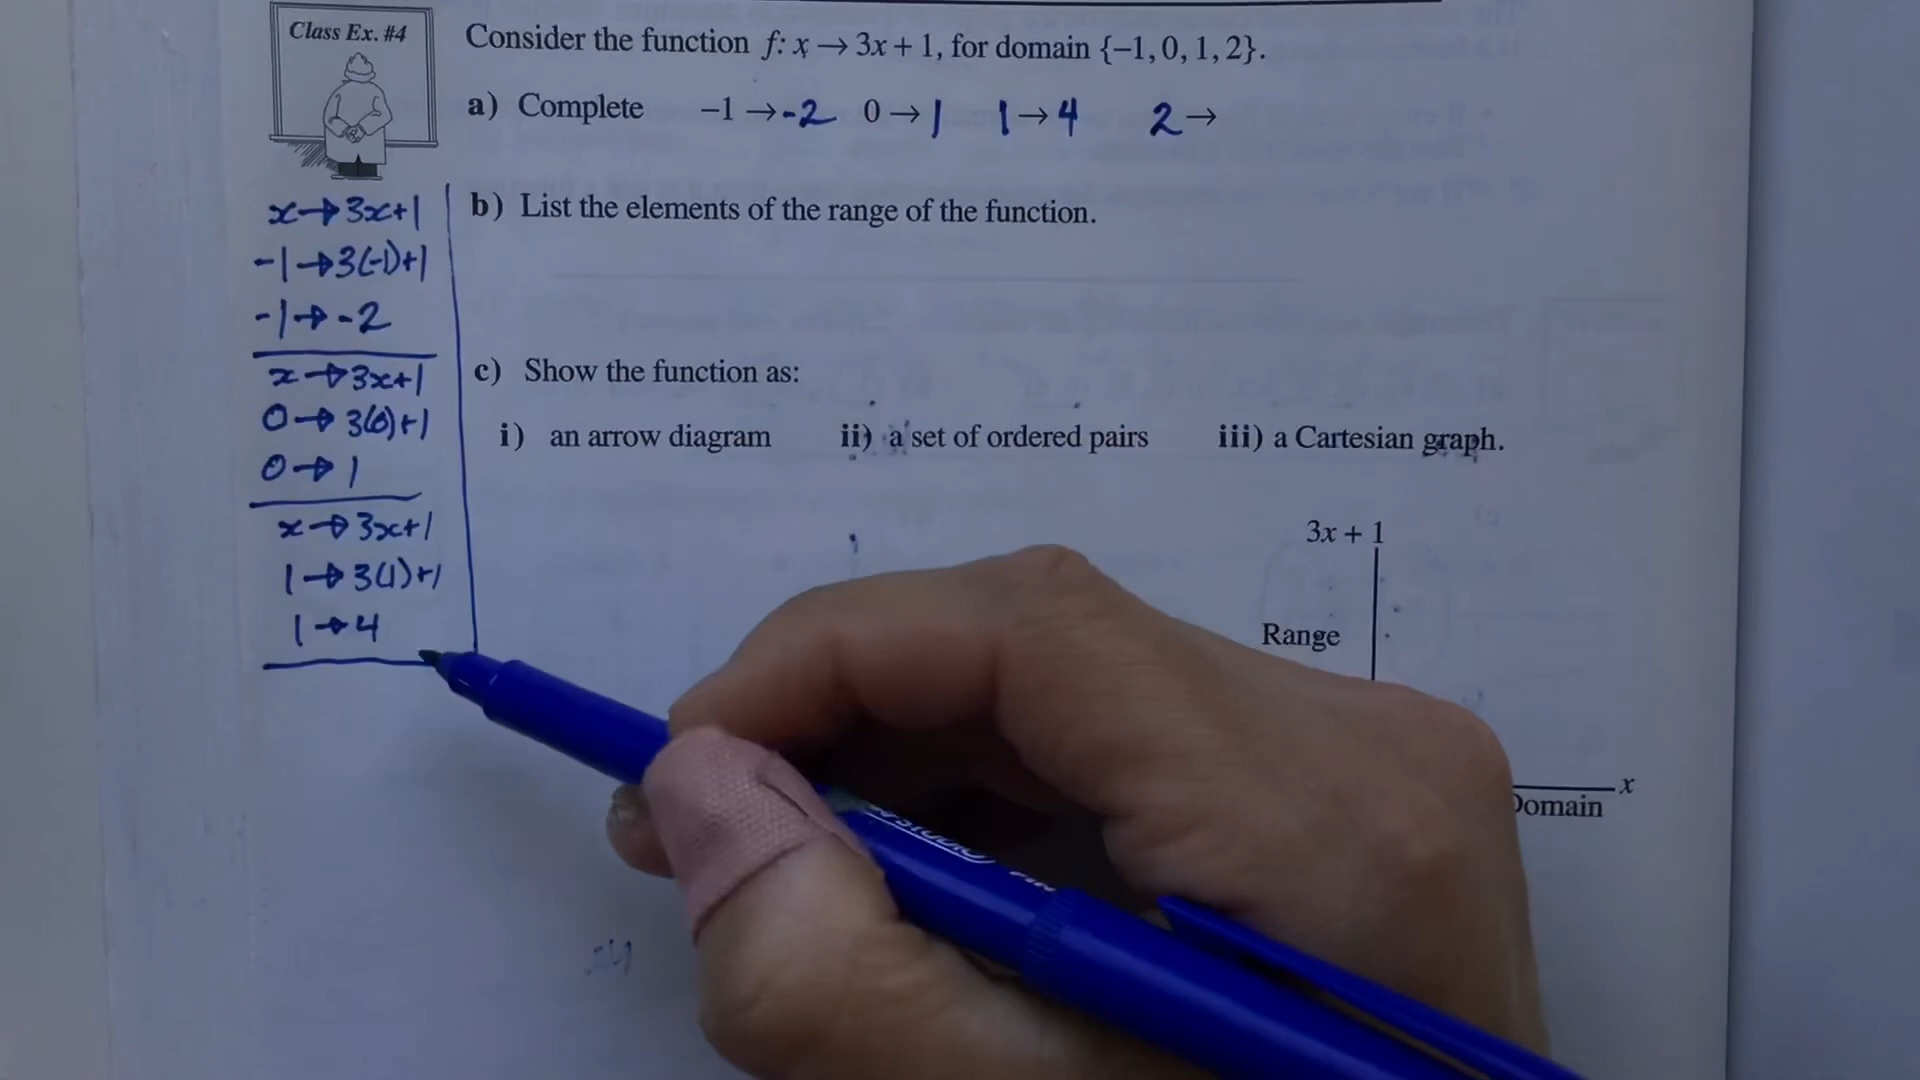 Class Ex. #4
Consider the function f: x → 3x + 1, for domain {−1, 0, 1, 2}.
a) Complete −1 → -2 0 → 1 1 → 4 2 →
x → 3x+1
-1 → 3(-1)+1
-1 → -2
x → 3x+1
0 → 3(0)+1
0 → 1
x → 3x+1
1 → 3(1)+1
1 → 4
b) List the elements of the range of the function.
c) Show the function as:
i) an arrow diagram ii) a set of ordered pairs iii) a Cartesian graph.
3x + 1
Range
x
Domain